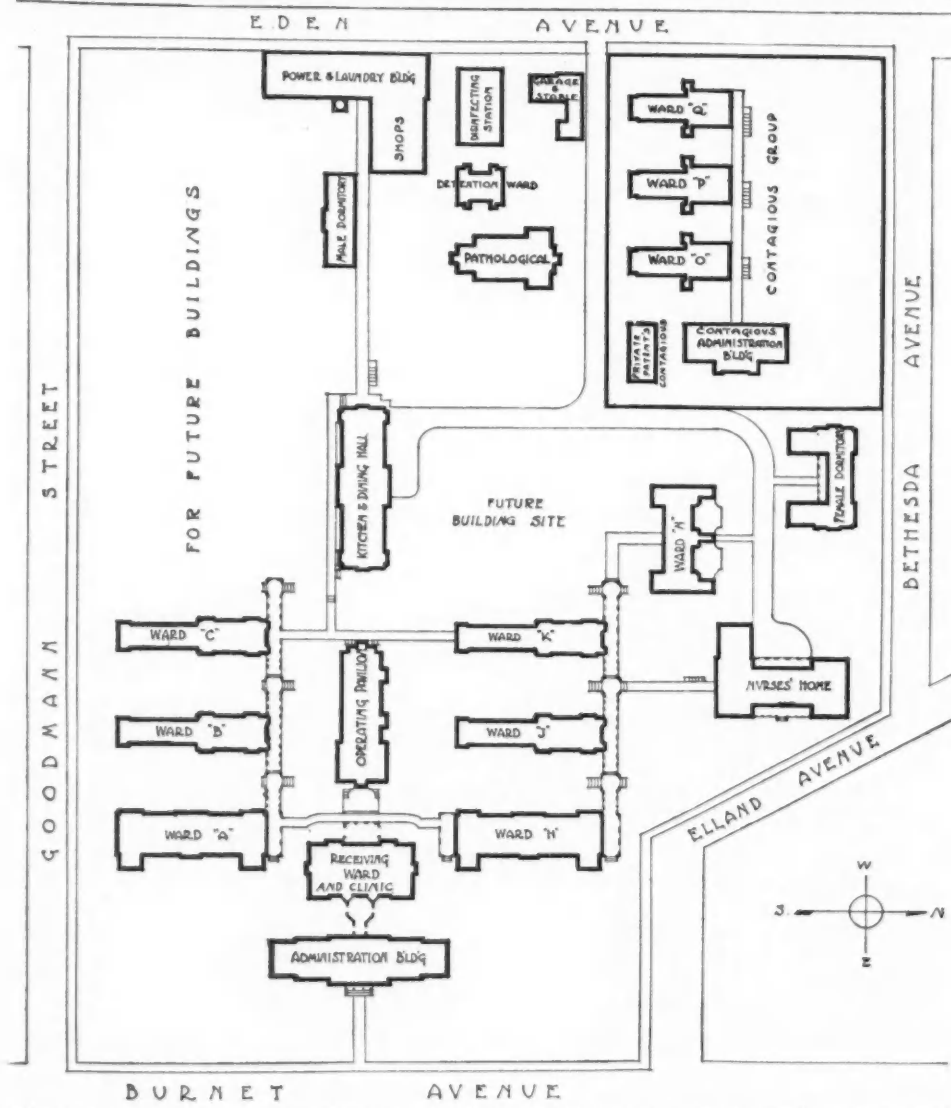 EDEN AVENUE
POWER & LAUNDRY BLDG
SHOPS
DISINFECTING
STATION
GARAGE
&
STABLE
WARD "Q"
DETENTION WARD
WARD "P"
MALE DORMITORY
PATHOLOGICAL
WARD "O"
CONTAGIOUS GROUP
FOR FUTURE BUILDINGS
PRIVATE
PATENT'S
CONTAGIOUS
CONTAGIOUS
ADMINISTRATION
B'LD'G
BETHESDA AVENUE
GOODMANN STREET
KITCHEN & DINING HALL
FUTURE
BUILDING SITE
WARD "M"
FEMALE DORMITORY
WARD "C"
WARD "K"
OPERATING PAVILION
NURSES' HOME
WARD "B"
WARD "J"
ELLAND AVENUE
WARD "A"
WARD "H"
RECEIVING
WARD
AND CLINIC
W
S. N
E
ADMINISTRATION B'LD'G
BURNET AVENUE